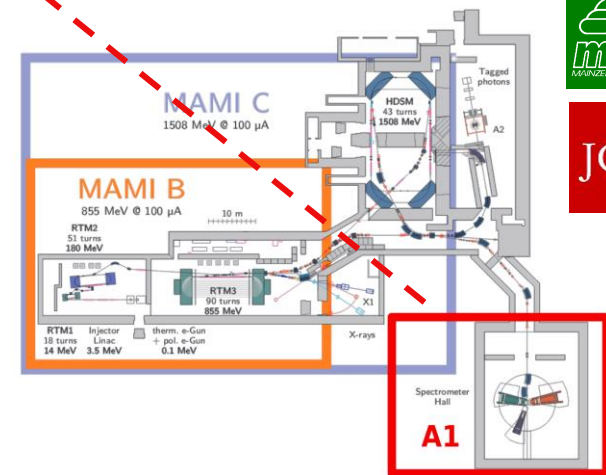 MAMI C
1508 MeV @ 100 µA
HDSM
43 turns
1508 MeV
Tagged
photons
A2
MAMI B
855 MeV @ 100 µA
10 m
RTM2
51 turns
180 MeV
RTM3
90 turns
855 MeV
X1
X-rays
RTM1
18 turns
14 MeV
Injector
Linac
3.5 MeV
therm. e-Gun
+ pol. e-Gun
0.1 MeV
Spectrometer
Hall
A1